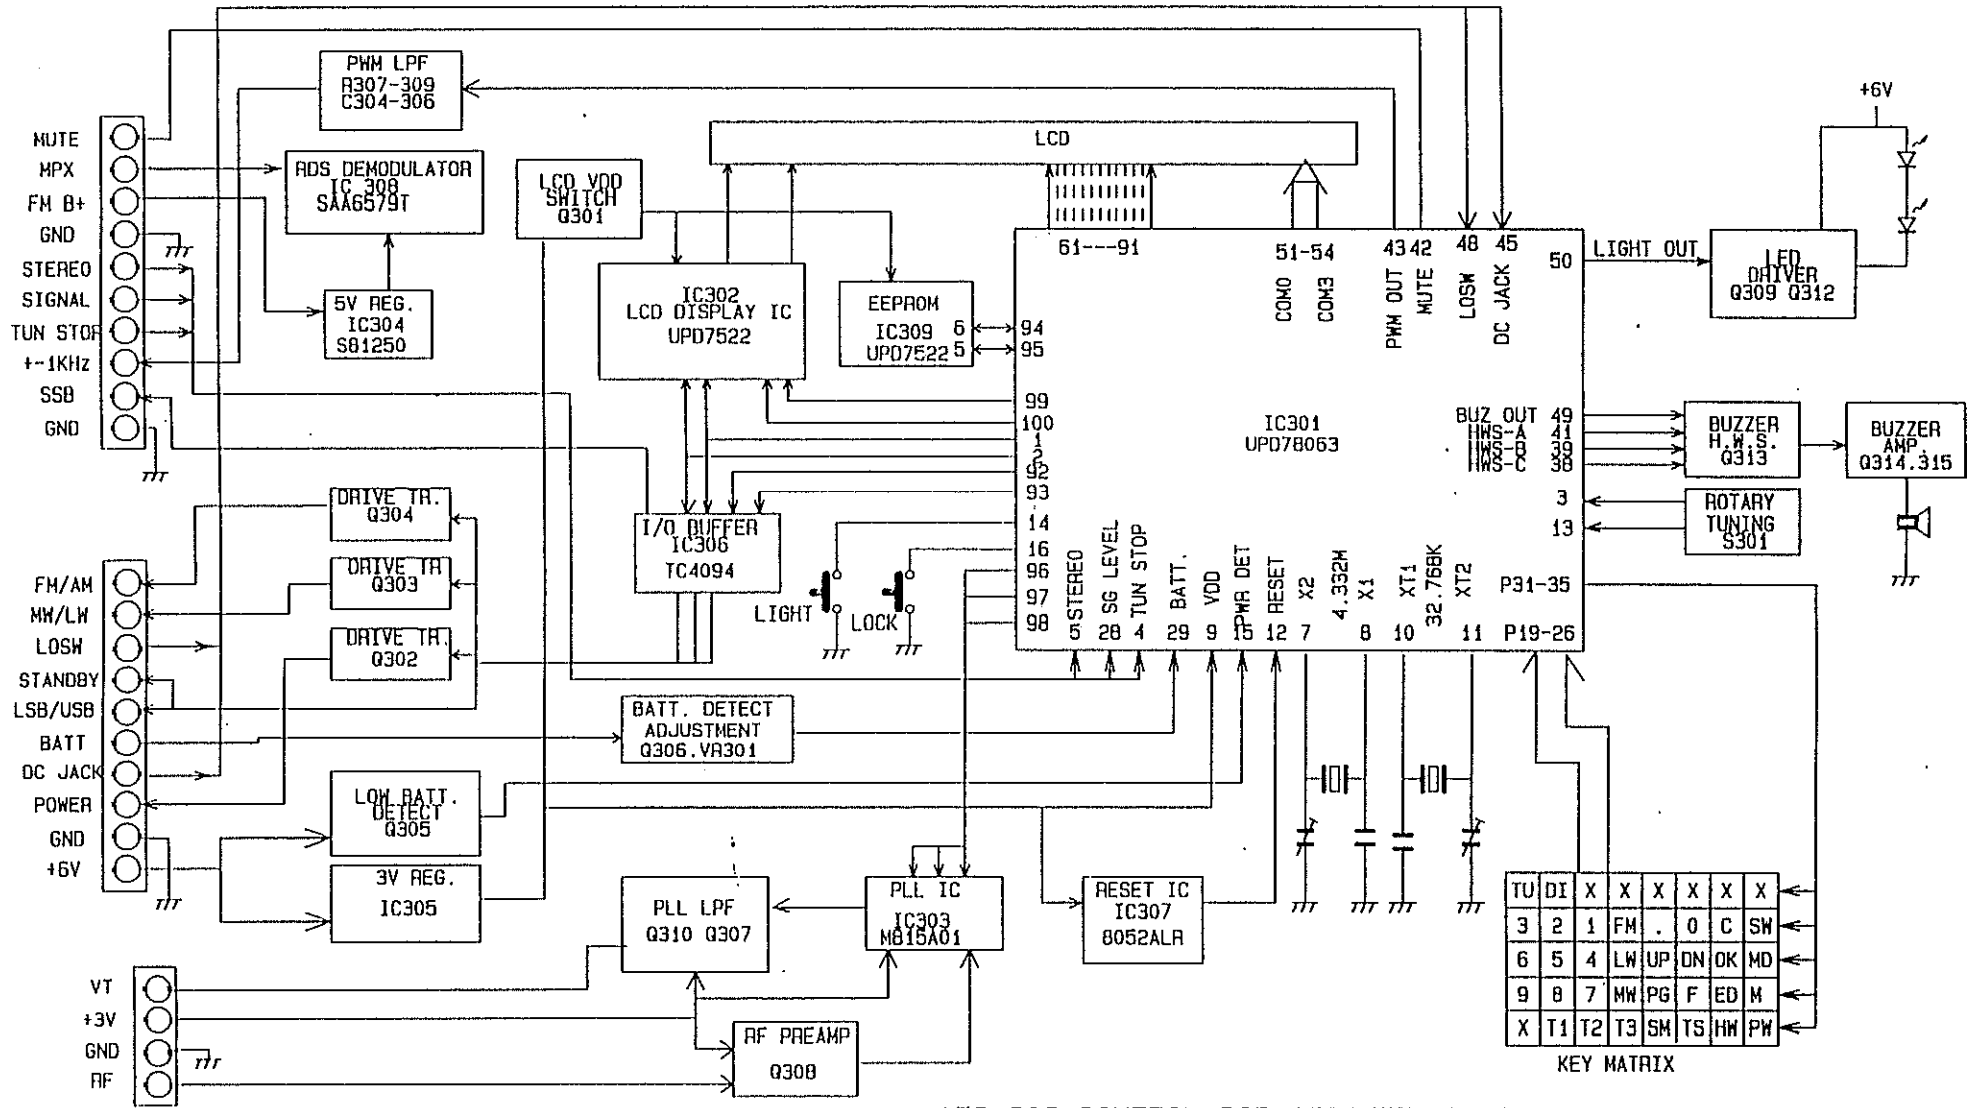 PWM LPF
R307-309
C304-306
MUTE
MPX
FM B+
GND
STEREO
SIGNAL
TUN STOP
+-1KHz
SSB
GND
RDS DEMODULATOR
IC 308
SAA6579T
5V REG.
IC304
S81250
LCD VDD
SWITCH
Q301
LCD
IC302
LCD DISPLAY IC
UPD7522
EEPROM
IC309
UPD7522
6
5
61---91
51-54
43 42
48
45
50
COM0
COM3
PWM OUT
MUTE
LOSW
DC JACK
LIGHT OUT
LED
DRIVER
Q309 Q312
+6V
94
95
99
100
1
2
92
93
14
16
96
97
98
IC301
UPD78063
BUZ OUT 49
HWS-A 41
HWS-B 39
HWS-C 38
3
13
P31-35
P19-26
BUZZER
H.W.S.
Q313
BUZZER
AMP.
Q314.315
ROTARY
TUNING
S301
I/O BUFFER
IC306
TC4094
LIGHT
LOCK
STEREO
SG LEVEL
TUN STOP
BATT.
VDD
PWR DET
RESET
X2
4.332M
X1
XT1
32.768K
XT2
5
28
4
29
9
15
12
7
8
10
11
FM/AM
MW/LW
LOSW
STANDBY
LSB/USB
BATT
DC JACK
POWER
GND
+6V
DRIVE TR.
Q304
DRIVE TR
Q303
DRIVE TR.
Q302
BATT. DETECT
ADJUSTMENT
Q306.VR301
LOW BATT.
DETECT
Q305
3V REG.
IC305
PLL LPF
Q310 Q307
PLL IC
IC303
M815A01
RESET IC
IC307
8052ALR
VT
+3V
GND
RF
RF PREAMP
Q308
TU DI X X X X X X
3 2 1 FM . 0 C SW
6 5 4 LW UP DN OK MD
9 8 7 MW PG F ED M
X T1 T2 T3 SM TS HW PW
KEY MATRIX